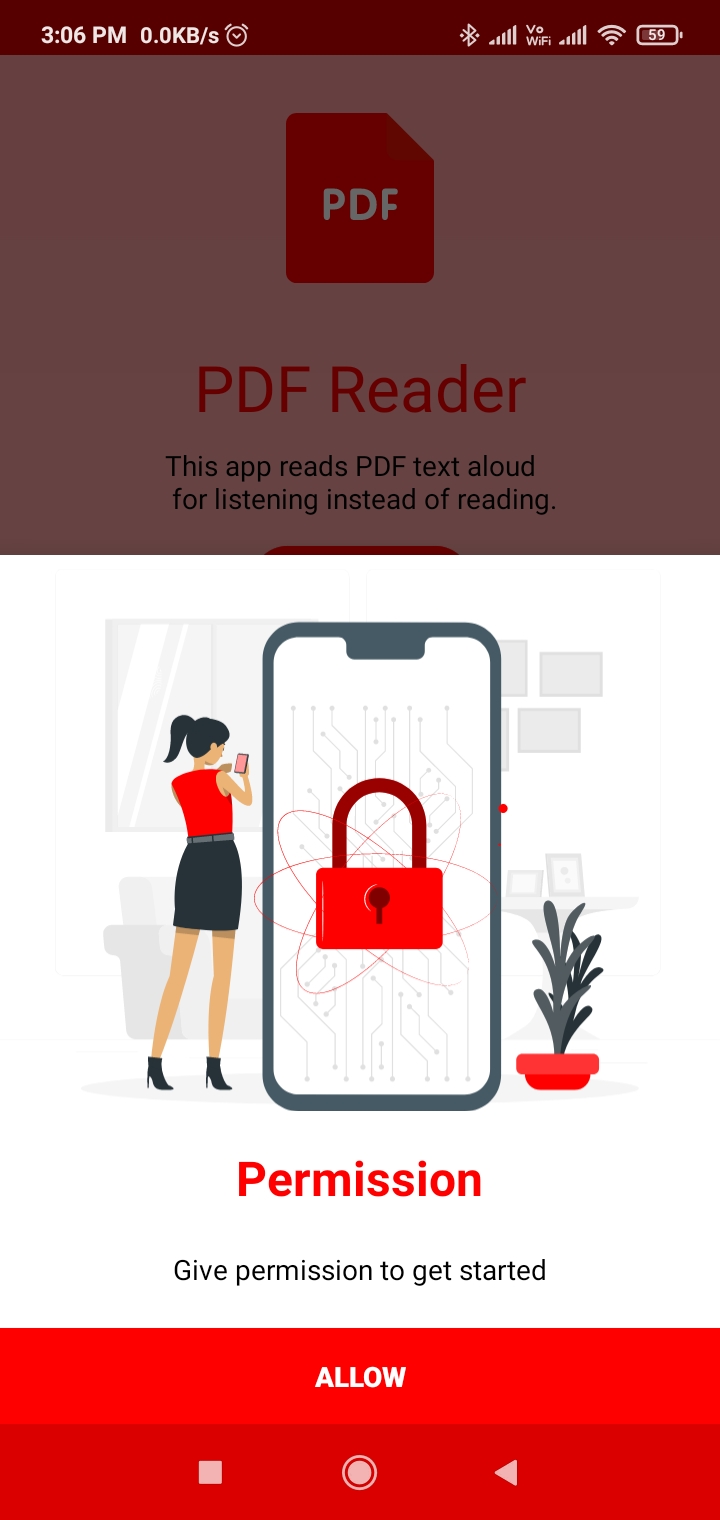 3:06 PM 0.0KB/s Vo WiFi 59
PDF
PDF Reader
This app reads PDF text aloud
for listening instead of reading.
Permission
Give permission to get started
ALLOW